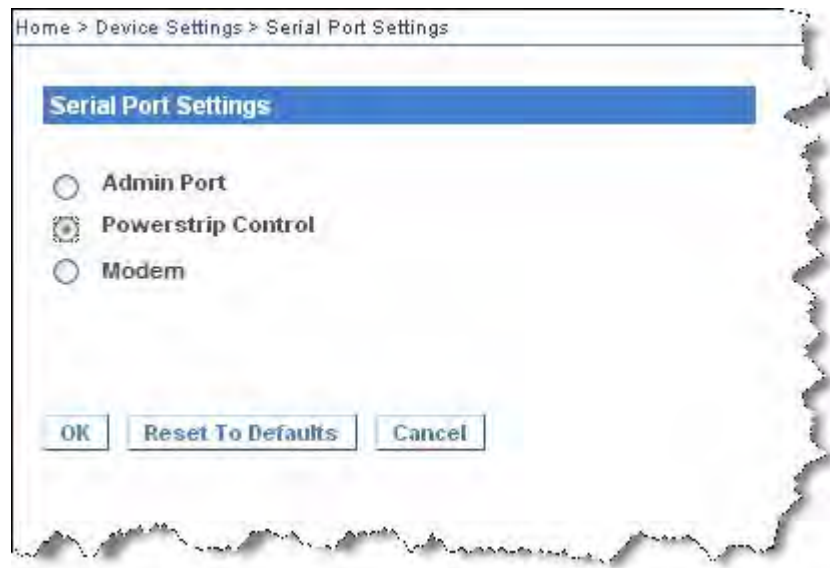 Home > Device Settings > Serial Port Settings
Serial Port Settings
Admin Port
Powerstrip Control
Modem
OK Reset To Defaults Cancel